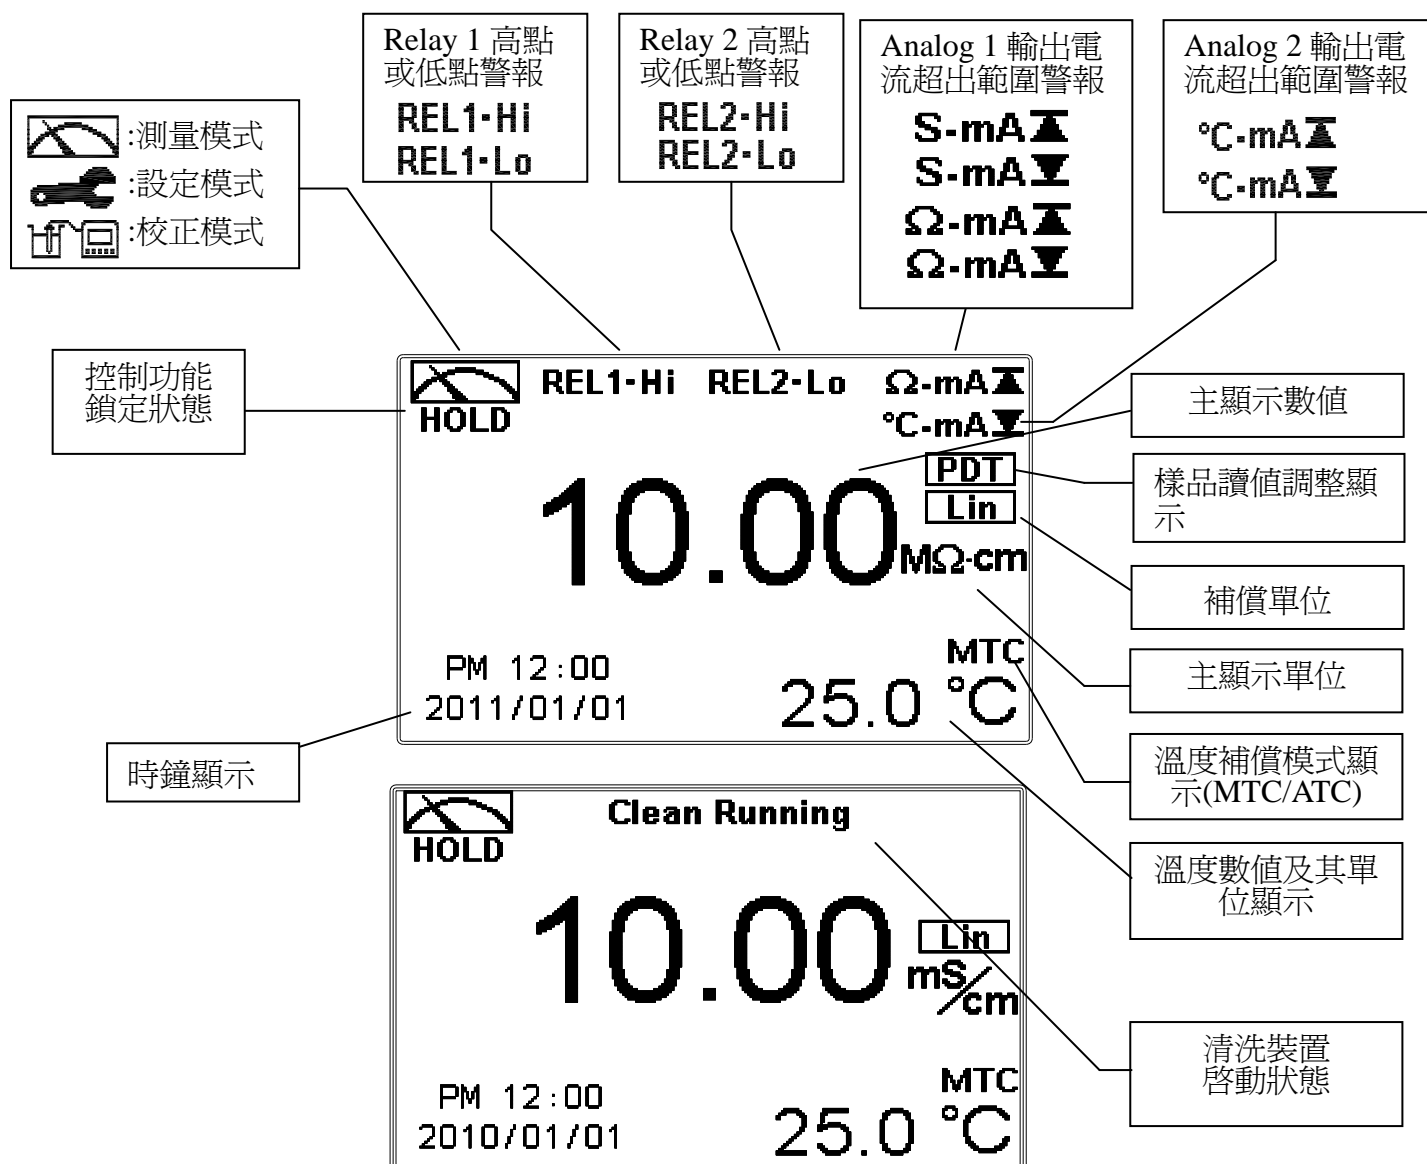 Relay 1 高點
或低點警報
REL1-Hi
REL1-Lo
Relay 2 高點
或低點警報
REL2-Hi
REL2-Lo
Analog 1 輸出電
流超出範圍警報
S-mA
S-mA
Ω-mA
Ω-mA
Analog 2 輸出電
流超出範圍警報
°C-mA
°C-mA
:測量模式
:設定模式
:校正模式
控制功能
鎖定狀態
REL1-Hi REL2-Lo Ω-mA
HOLD
°C-mA
PDT
Lin
10.00 MΩ·cm
MTC
PM 12:00
2011/01/01
25.0 °C
主顯示數值
樣品讀值調整顯
示
補償單位
主顯示單位
時鐘顯示
溫度補償模式顯
示(MTC/ATC)
溫度數值及其單
位顯示
Clean Running
HOLD
10.00
Lin
mS/cm
MTC
PM 12:00
2010/01/01
25.0 °C
清洗裝置
啓動狀態